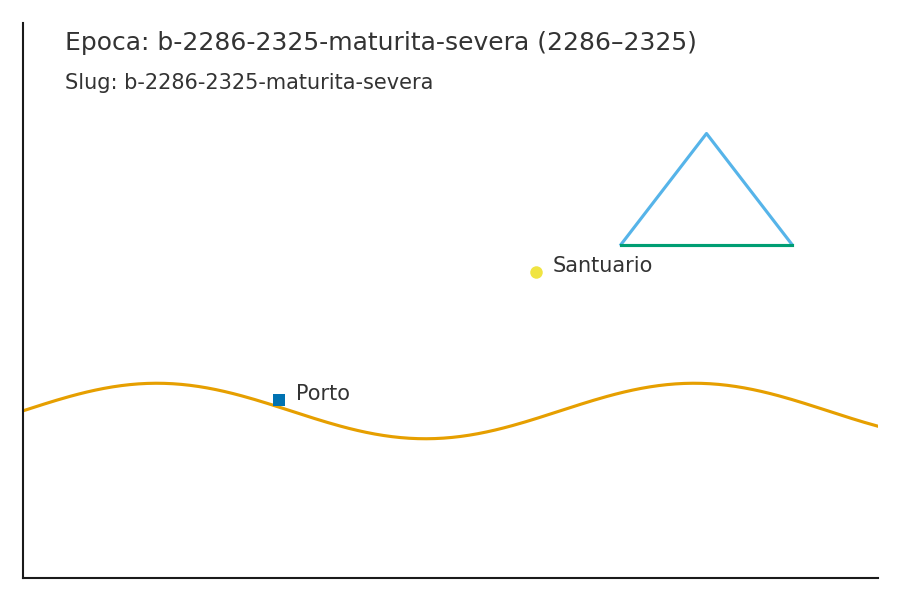 Epoca: b-2286-2325-maturita-severa (2286–2325)
Slug: b-2286-2325-maturita-severa
Santuario
Porto